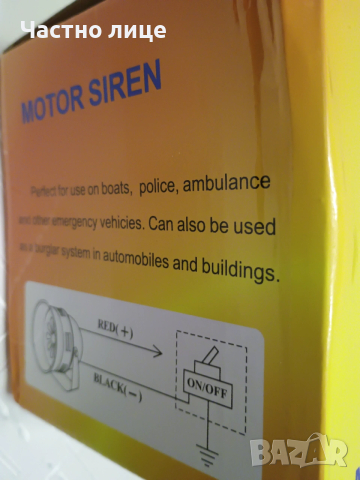 Частно лице
MOTOR SIREN
Perfect for use on boats, police, ambulance
and other emergency vehicies. Can also be used
as a burglar system in automobiles and buildings.
RED(+)
BLACK(−)
ON/OFF
BAZAR